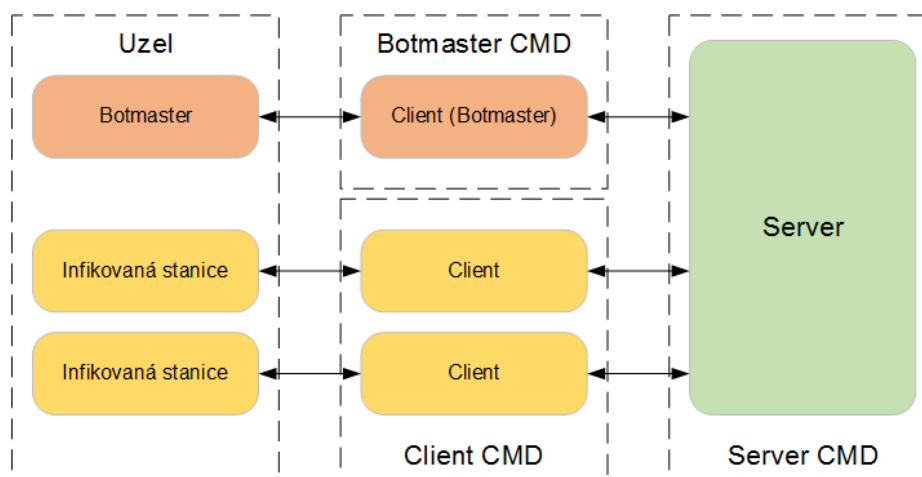 Uzel
Botmaster CMD
Botmaster
Client (Botmaster)
Server
Infikovaná stanice
Client
Infikovaná stanice
Client
Client CMD
Server CMD